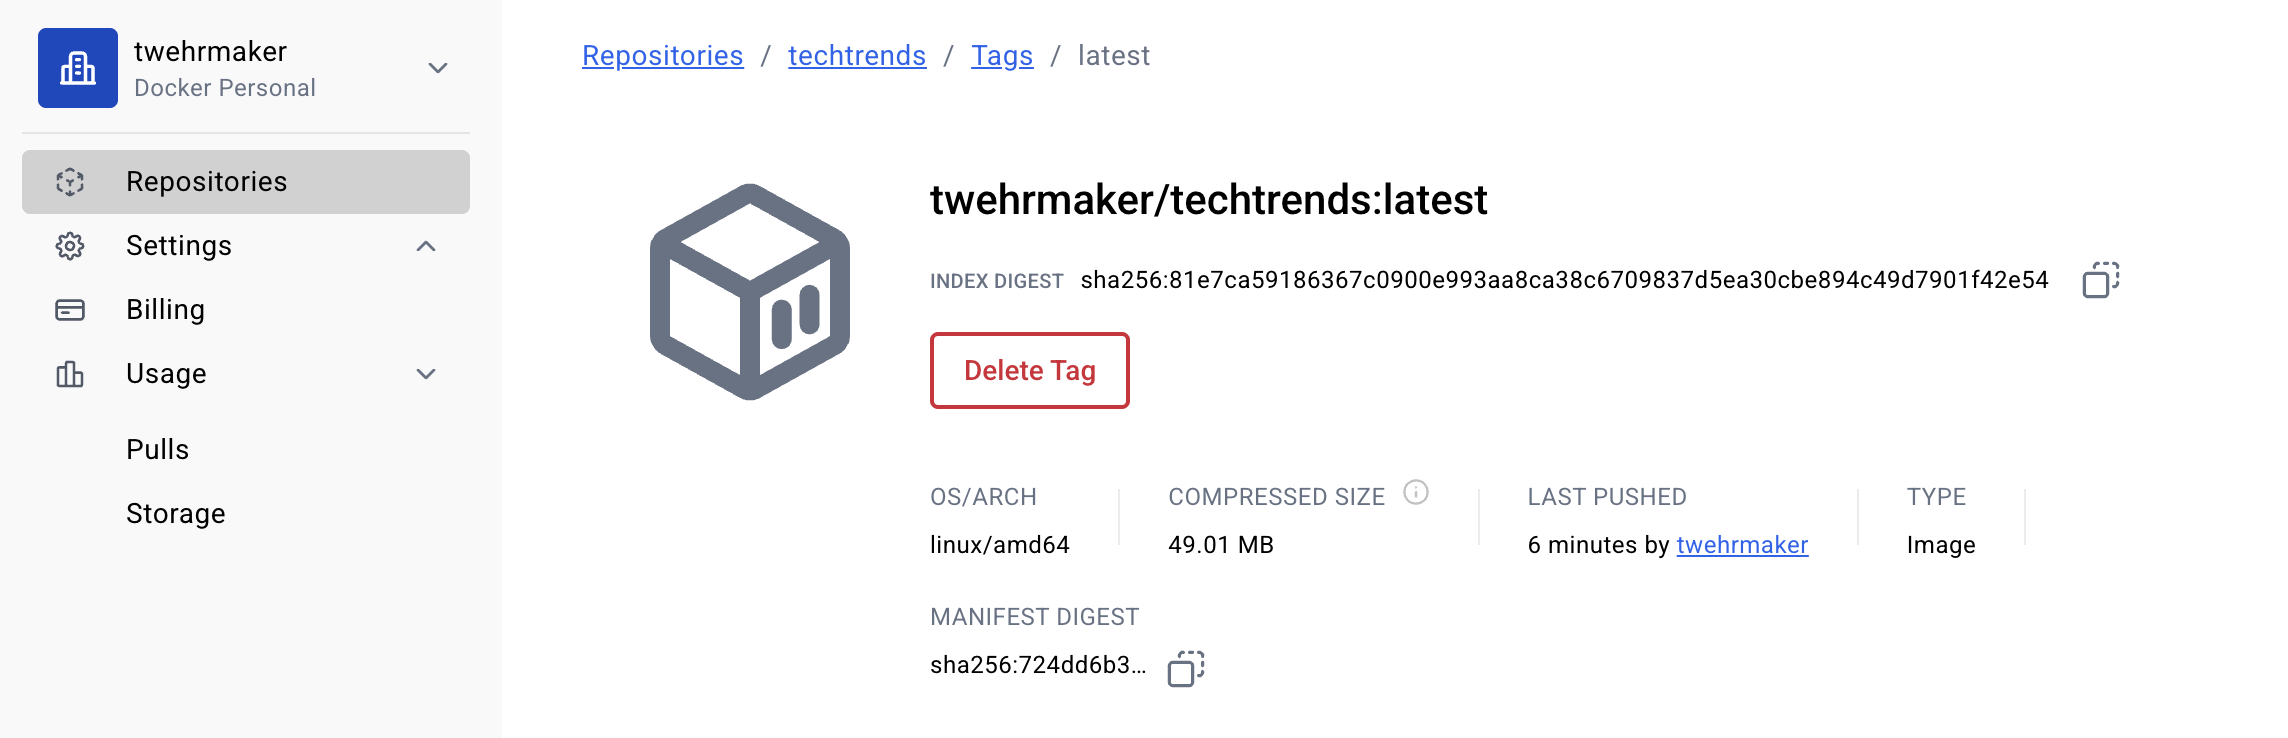 twehrmaker
Docker Personal
Repositories
Settings
Billing
Usage
Pulls
Storage
Repositories / techtrends / Tags / latest
twehrmaker/techtrends:latest
INDEX DIGEST sha256:81e7ca59186367c0900e993aa8ca38c6709837d5ea30cbe894c49d7901f42e54
Delete Tag
OS/ARCH COMPRESSED SIZE LAST PUSHED TYPE
linux/amd64 49.01 MB 6 minutes by twehrmaker Image
MANIFEST DIGEST
sha256:724dd6b3...